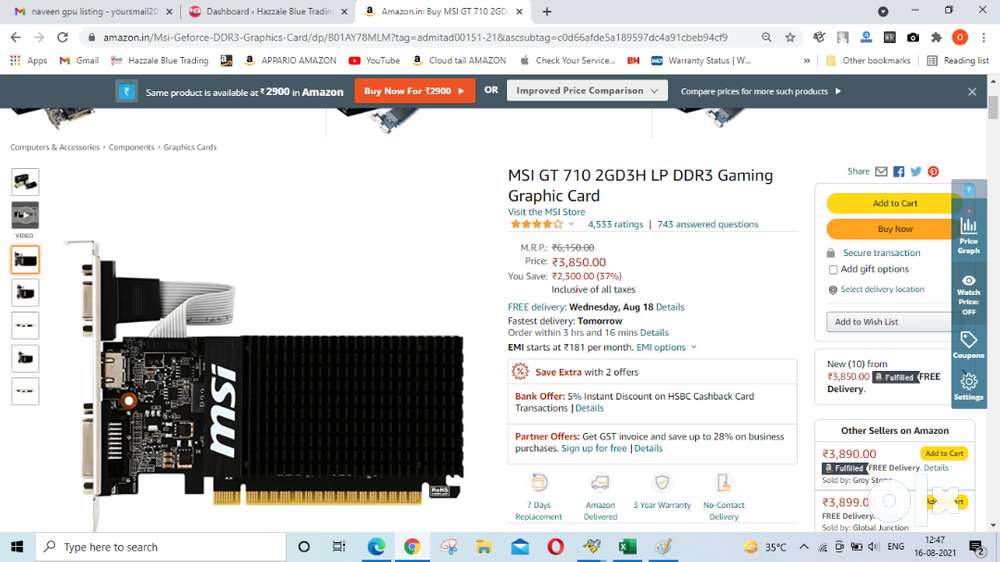 naveen gpu listing - yoursmail20
Dashboard ‹ Hazzale Blue Trading
Amazon.in: Buy MSI GT 710 2GD
amazon.in/Msi-Geforce-DDR3-Graphics-Card/dp/B01AY78MLM?tag=admitad00151-21&ascsubtag=c0d66afde5a189597dc4a91cbeb94cf9
O
Apps
Gmail
Hazzale Blue Trading
APPARIO AMAZON
YouTube
Cloud tail AMAZON
Check Your Service...
BH
Warranty Status | W...
»
Other bookmarks
Reading list
Same product is available at ₹ 2900 in Amazon
Buy Now For ₹2900
OR
Improved Price Comparison
Compare prices for more such products
Computers & Accessories › Components › Graphics Cards
VIDEO
msi
RoHS
MSI GT 710 2GD3H LP DDR3 Gaming
Graphic Card
Visit the MSI Store
4,533 ratings | 743 answered questions
M.R.P.: ₹6,150.00
Price: ₹3,850.00
You Save: ₹2,300.00 (37%)
Inclusive of all taxes
FREE delivery: Wednesday, Aug 18 Details
Fastest delivery: Tomorrow
Order within 3 hrs and 16 mins Details
EMI starts at ₹181 per month. EMI options
Save Extra with 2 offers
Bank Offer: 5% Instant Discount on HSBC Cashback Card
Transactions | Details
Partner Offers: Get GST invoice and save up to 28% on business
purchases. Sign up for free | Details
7 Days
Replacement
Amazon
Delivered
3 Year Warranty
No-Contact
Delivery
Share
Add to Cart
Buy Now
Secure transaction
Add gift options
Select delivery location
Add to Wish List
New (10) from
₹3,850.00 Fulfilled FREE
Delivery.
Other Sellers on Amazon
₹3,890.00
Add to Cart
Fulfilled FREE Delivery. Details
Sold by: Grey Stone
₹3,899.00
FREE Delivery.
Sold by: Global Junction
olx
Price
Graph
Watch
Price:
OFF
Coupons
Settings
Type here to search
35°C
ENG
12:47
16-08-2021
2